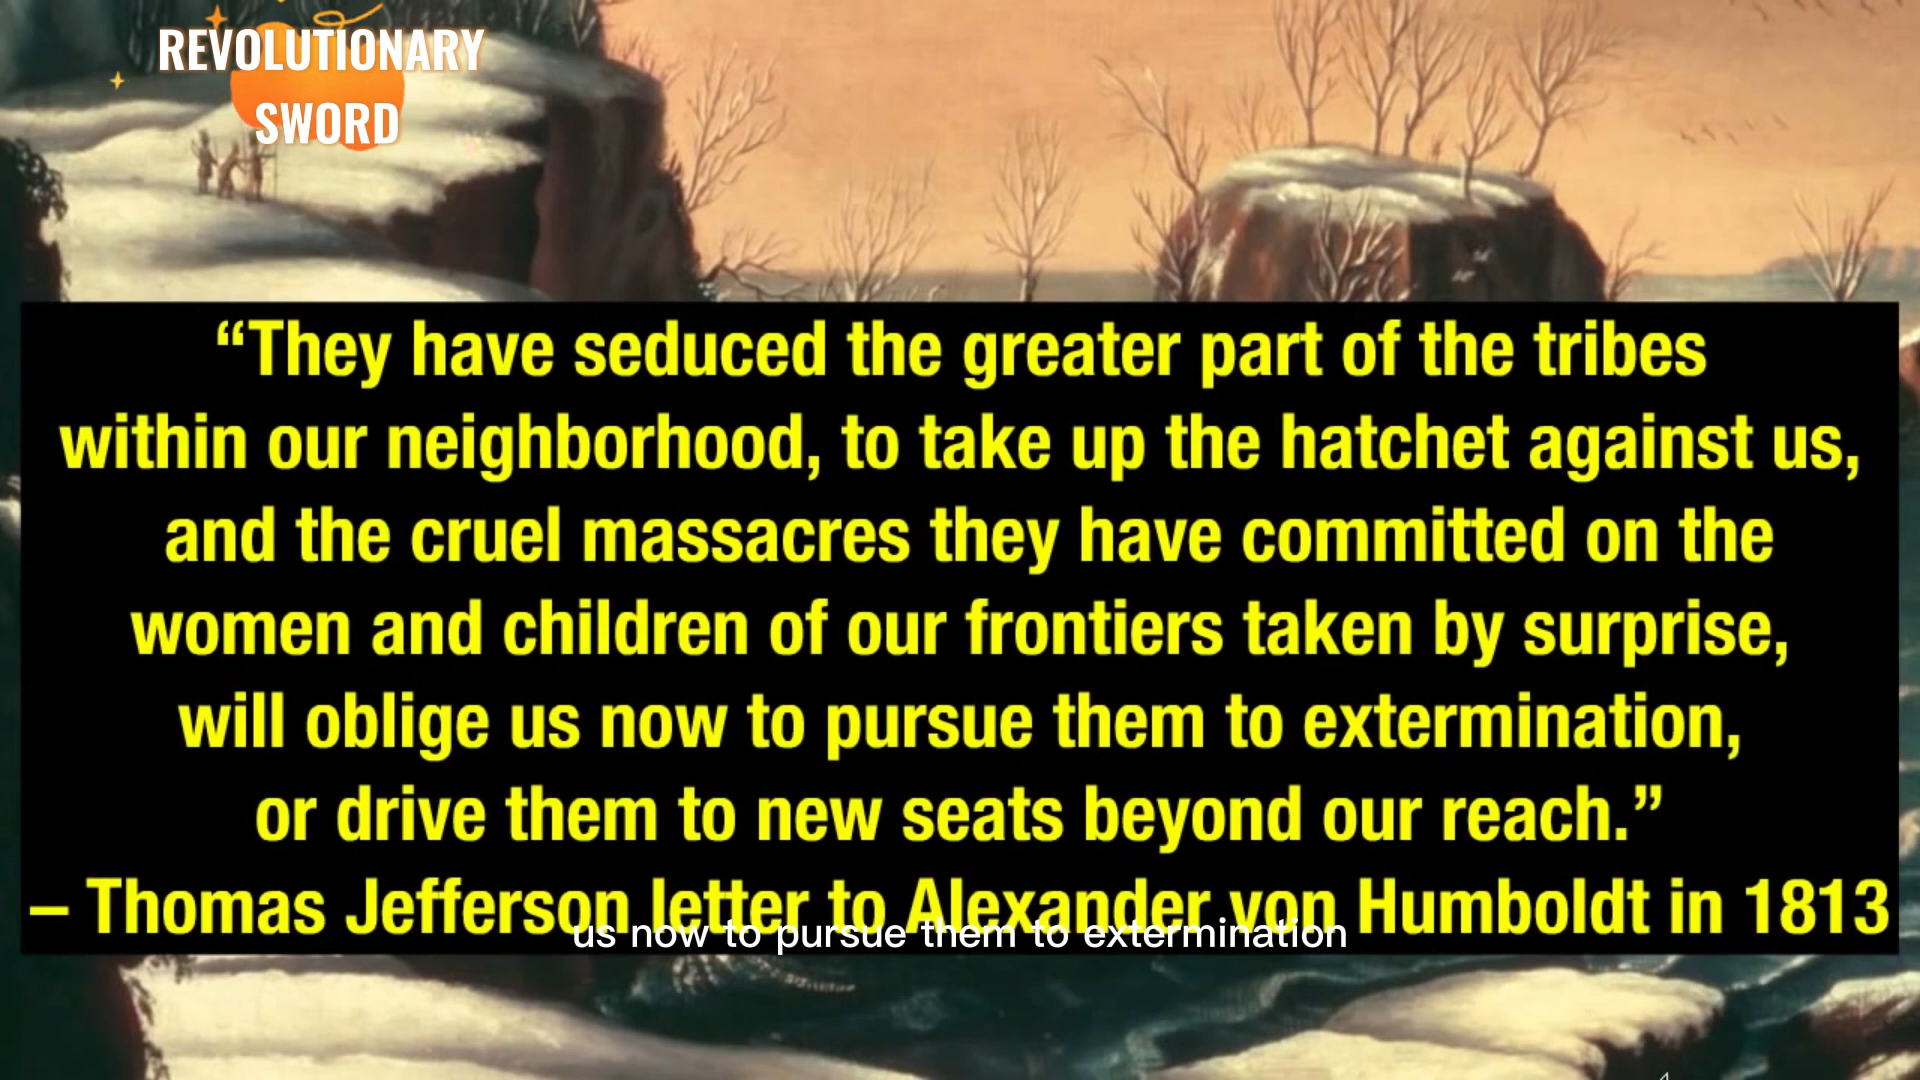 REVOLUTIONARY
SWORD
“They have seduced the greater part of the tribes
within our neighborhood, to take up the hatchet against us,
and the cruel massacres they have committed on the
women and children of our frontiers taken by surprise,
will oblige us now to pursue them to extermination,
or drive them to new seats beyond our reach.”
– Thomas Jefferson letter to Alexander von Humboldt in 1813
us now to pursue them to extermination